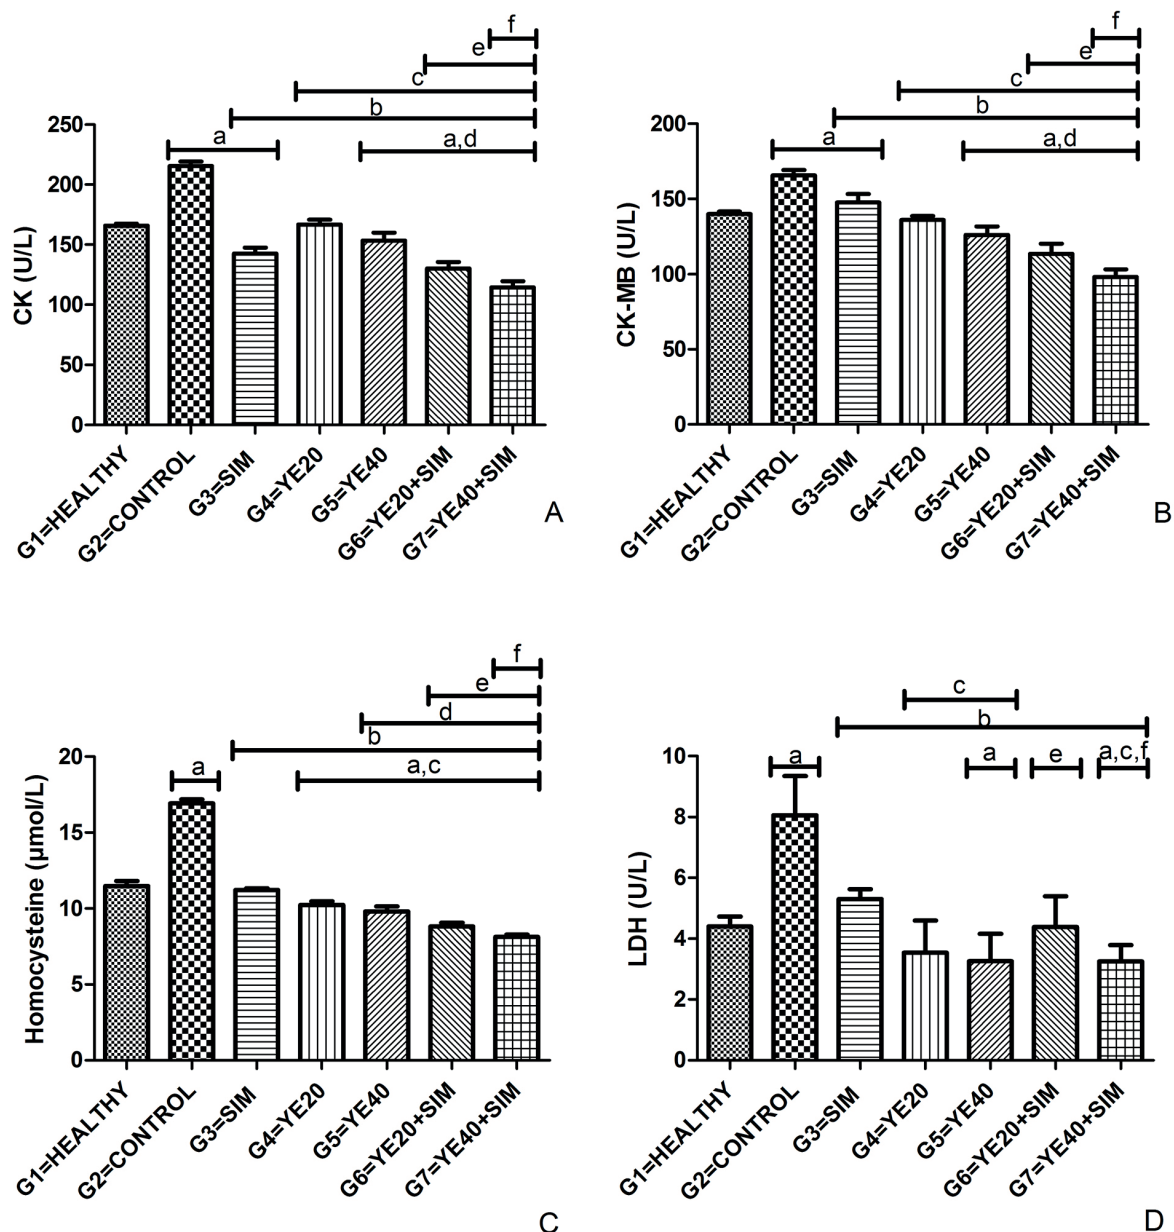 f
e
c
b
a
a,d
CK (U/L)
250
200
150
100
50
0
G1=HEALTHY
G2=CONTROL
G3=SIM
G4=YE20
G5=YE40
G6=YE20+SIM
G7=YE40+SIM
A
f
e
c
b
a
a,d
CK-MB (U/L)
200
150
100
50
0
G1=HEALTHY
G2=CONTROL
G3=SIM
G4=YE20
G5=YE40
G6=YE20+SIM
G7=YE40+SIM
B
f
e
d
b
a
a,c
Homocysteine (µmol/L)
20
15
10
5
0
G1=HEALTHY
G2=CONTROL
G3=SIM
G4=YE20
G5=YE40
G6=YE20+SIM
G7=YE40+SIM
C
c
b
a
a
e
a,c,f
LDH (U/L)
10
8
6
4
2
0
G1=HEALTHY
G2=CONTROL
G3=SIM
G4=YE20
G5=YE40
G6=YE20+SIM
G7=YE40+SIM
D